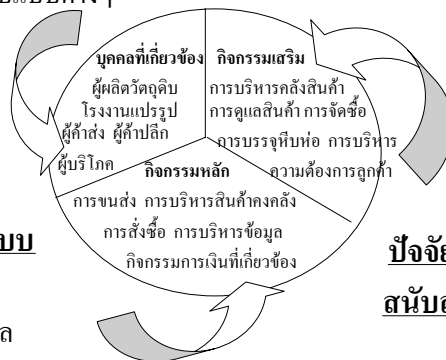 บุคคลที่เกี่ยวข้อง
ผู้ผลิตวัตถุดิบ
โรงงานแปรรูป
ผู้ค้าส่ง ผู้ค้าปลีก
ผู้บริโภค
กิจกรรมเสริม
การบริหารคลังสินค้า
การดูแลสินค้า การจัดซื้อ
การบรรจุหีบห่อ การบริหาร
ความต้องการลูกค้า
กิจกรรมหลัก
การขนส่ง การบริหารสินค้าคงคลัง
การสั่งซื้อ การบริหารข้อมูล
กิจกรรมการเงินที่เกี่ยวข้อง
บบ
ล
ปัจจัย